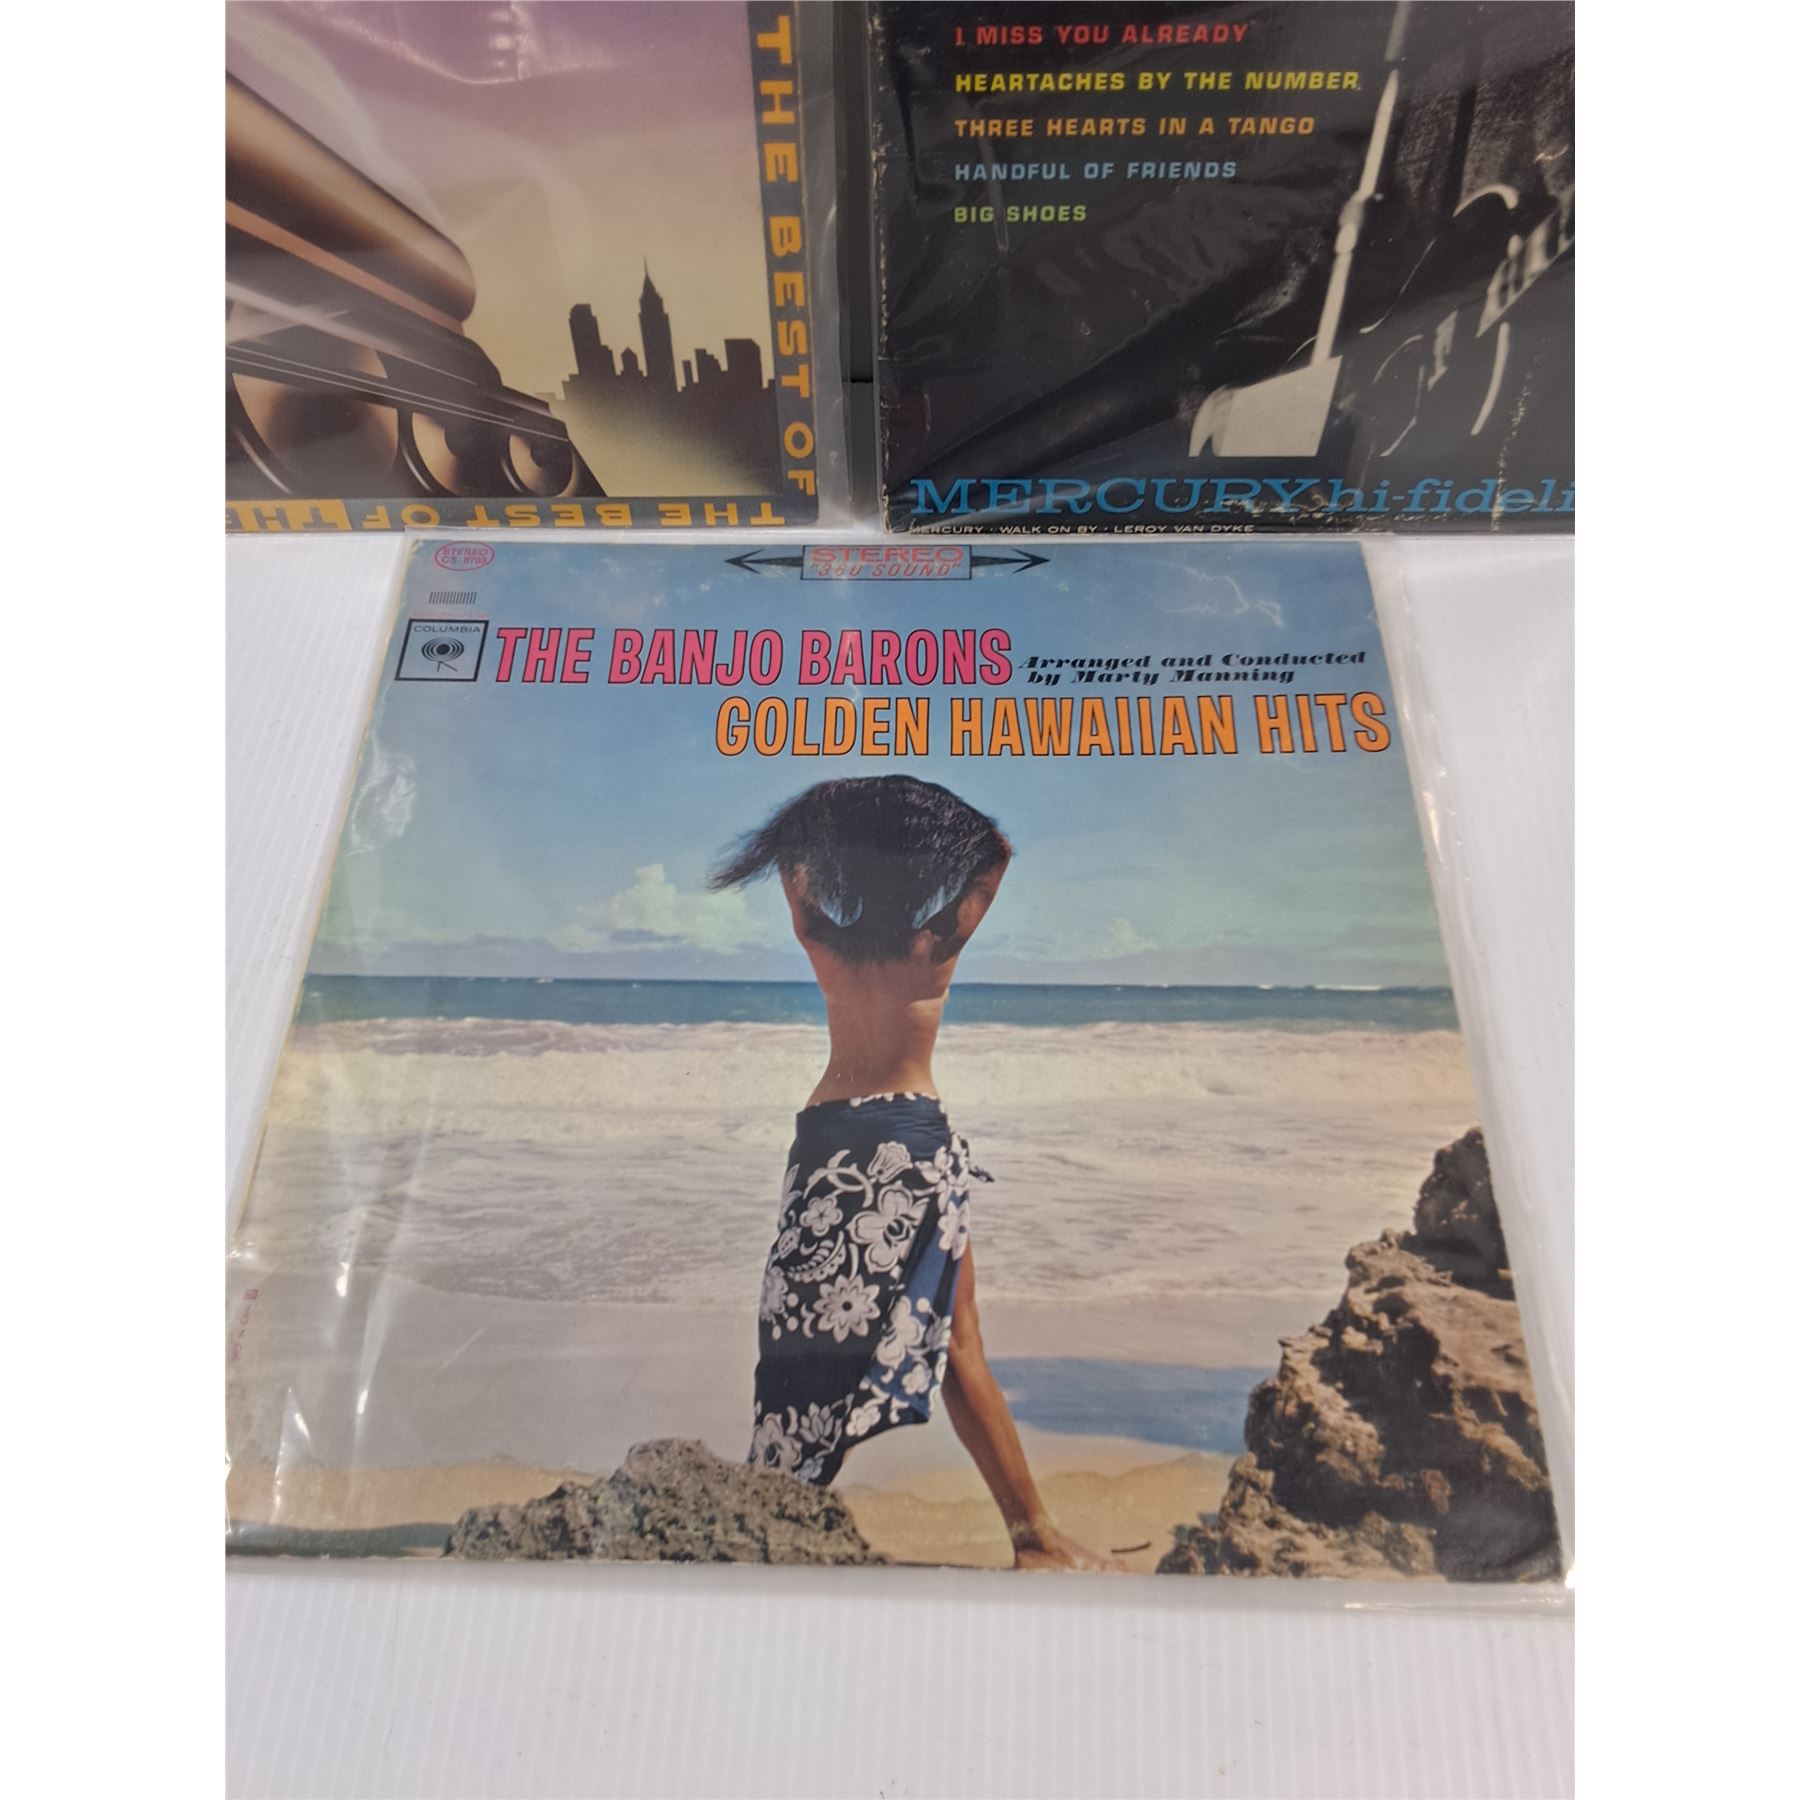 THE BEST OF
THE BEST OF THE
I MISS YOU ALREADY
HEARTACHES BY THE NUMBER
THREE HEARTS IN A TANGO
HANDFUL OF FRIENDS
BIG SHOES
MERCURY hi-fideli
MERCURY · WALK ON BY · LEROY VAN DYKE
STEREO
CS 8793
STEREO
"360 SOUND"
COLUMBIA
THE BANJO BARONS
Arranged and Conducted
by Marty Manning
GOLDEN HAWAIIAN HITS